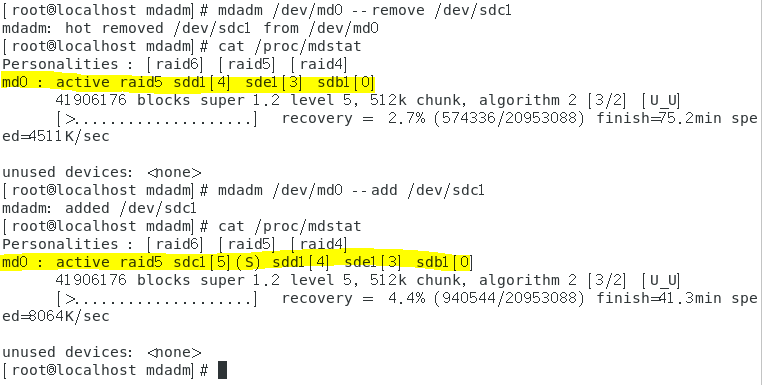 [root@localhost mdadm]# mdadm /dev/md0 --remove /dev/sdc1
mdadm: hot removed /dev/sdc1 from /dev/md0
[root@localhost mdadm]# cat /proc/mdstat
Personalities : [raid6] [raid5] [raid4]
md0 : active raid5 sdd1[4] sde1[3] sdb1[0]
41906176 blocks super 1.2 level 5, 512k chunk, algorithm 2 [3/2] [U_U]
[>....................] recovery = 2.7% (574336/20953088) finish=75.2min spe
ed=4511K/sec
unused devices: <none>
[root@localhost mdadm]# mdadm /dev/md0 --add /dev/sdc1
mdadm: added /dev/sdc1
[root@localhost mdadm]# cat /proc/mdstat
Personalities : [raid6] [raid5] [raid4]
md0 : active raid5 sdc1[5](S) sdd1[4] sde1[3] sdb1[0]
41906176 blocks super 1.2 level 5, 512k chunk, algorithm 2 [3/2] [U_U]
[>....................] recovery = 4.4% (940544/20953088) finish=41.3min spe
ed=8064K/sec
unused devices: <none>
[root@localhost mdadm]#